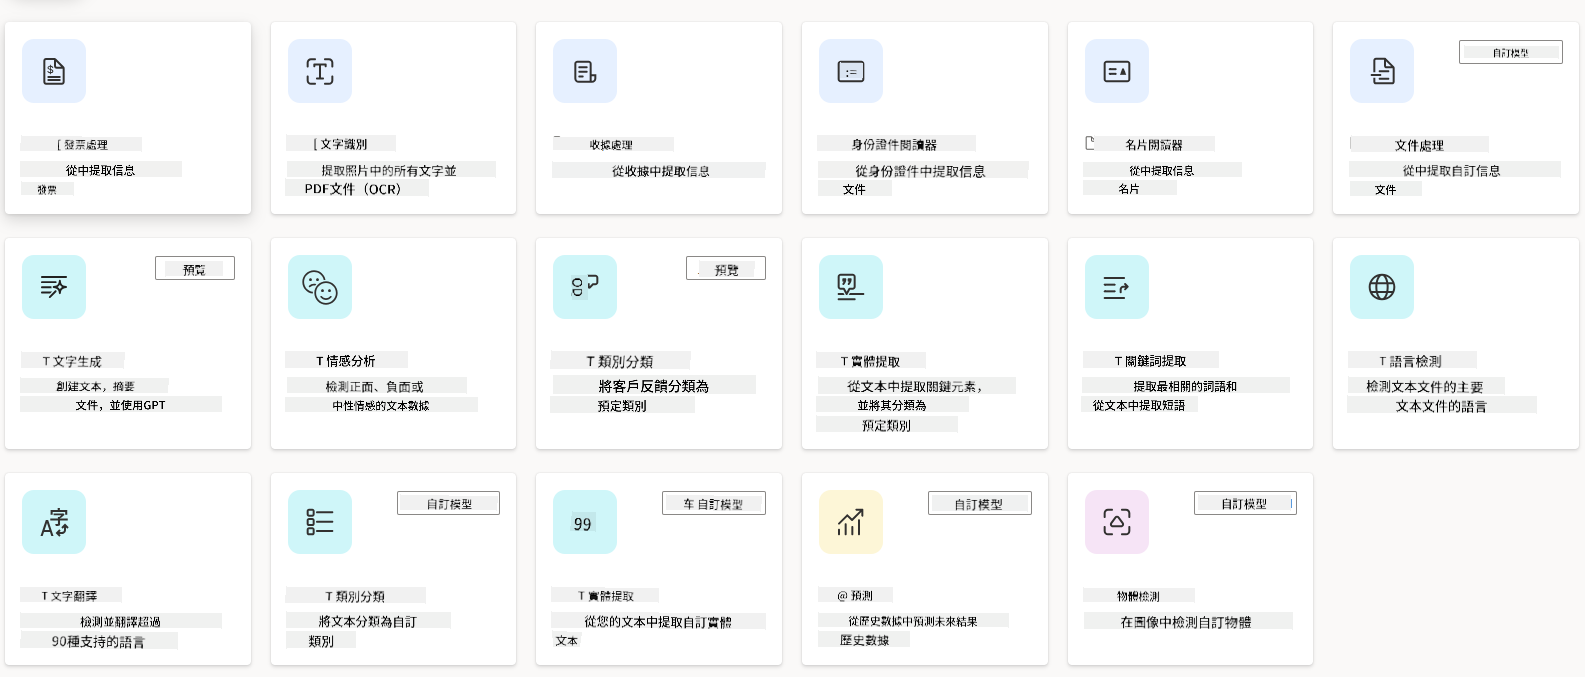 [ 發票處理
從中提取信息
發票
[ 文字識別
提取照片中的所有文字並
PDF文件（OCR）
收據處理
從收據中提取信息
身份證件閱讀器
從身份證件中提取信息
文件
名片閱讀器
從中提取信息
名片
自訂模型
文件處理
從中提取自訂信息
文件
預覧
T 文字生成
創建文本，摘要
文件，並使用GPT
T 情感分析
檢測正面、負面或
中性情感的文本數據
預覽
T 類別分類
將客戶反饋分類為
預定類別
T 實體提取
從文本中提取關鍵元素，
並將其分類為
預定類別
T 關鍵詞提取
提取最相關的詞語和
從文本中提取短語
T 語言檢測
檢測文本文件的主要
文本文件的語言
T 文字翻譯
檢測並翻譯超過
90種支持的語言
自訂模型
T 類別分類
將文本分類為自訂
類別
车 自訂模型
99
T 實體提取
從您的文本中提取自訂實體
文本
自訂模型
@ 預測
從歷史數據中預測未來結果
歷史數據
自訂模型
物體檢測
在圖像中檢測自訂物體